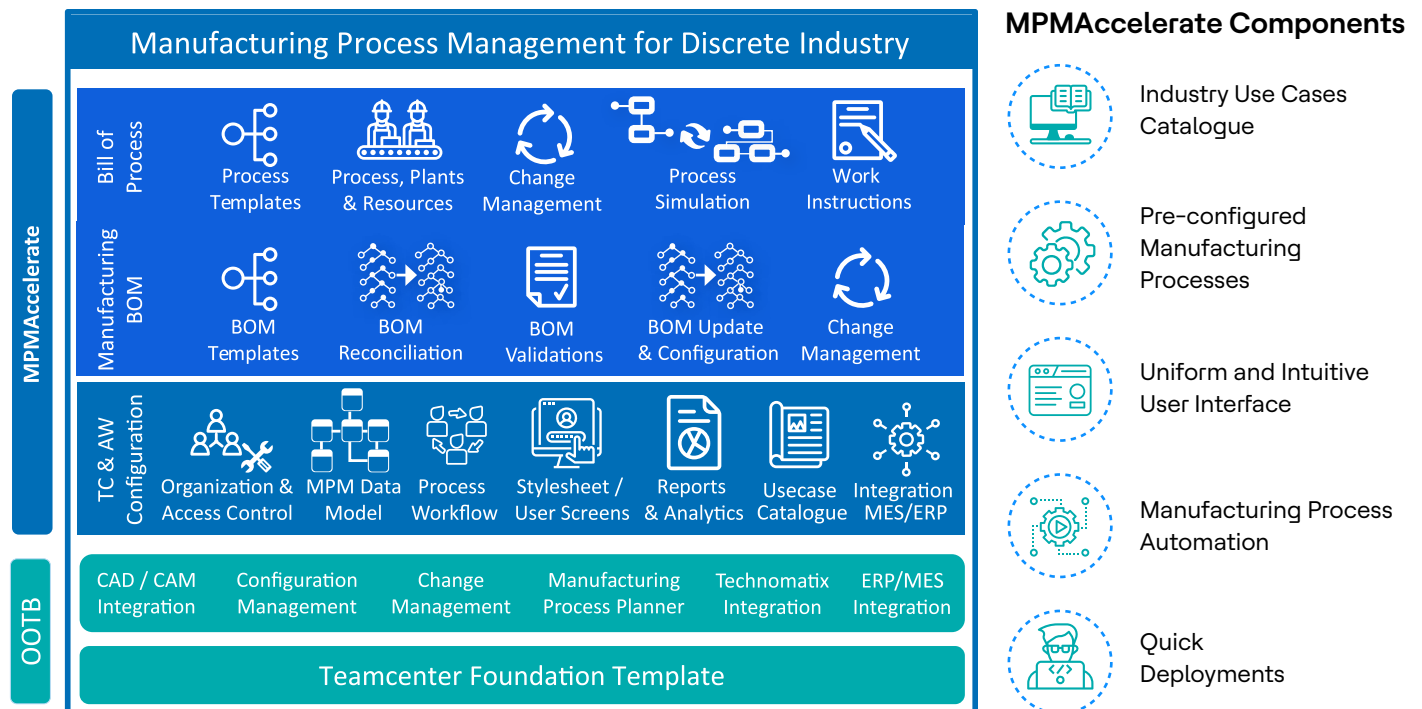 Manufacturing Process Management for Discrete Industry
MPMAccelerate
Bill of
Process
Process
Templates
Process, Plants
& Resources
Change
Management
Process
Simulation
Work
Instructions
Manufacturing
BOM
BOM
Templates
BOM
Reconciliation
BOM
Validations
BOM Update
& Configuration
Change
Management
TC & AW
Configuration
Organization &
Access Control
MPM Data
Model
Process
Workflow
Stylesheet /
User Screens
Reports
& Analytics
Usecase
Catalogue
Integration
MES/ERP
OOTB
CAD / CAM
Integration
Configuration
Management
Change
Management
Manufacturing
Process Planner
Technomatix
Integration
ERP/MES
Integration
Teamcenter Foundation Template
MPMAccelerate Components
Industry Use Cases
Catalogue
Pre-configured
Manufacturing
Processes
Uniform and Intuitive
User Interface
Manufacturing Process
Automation
Quick
Deployments